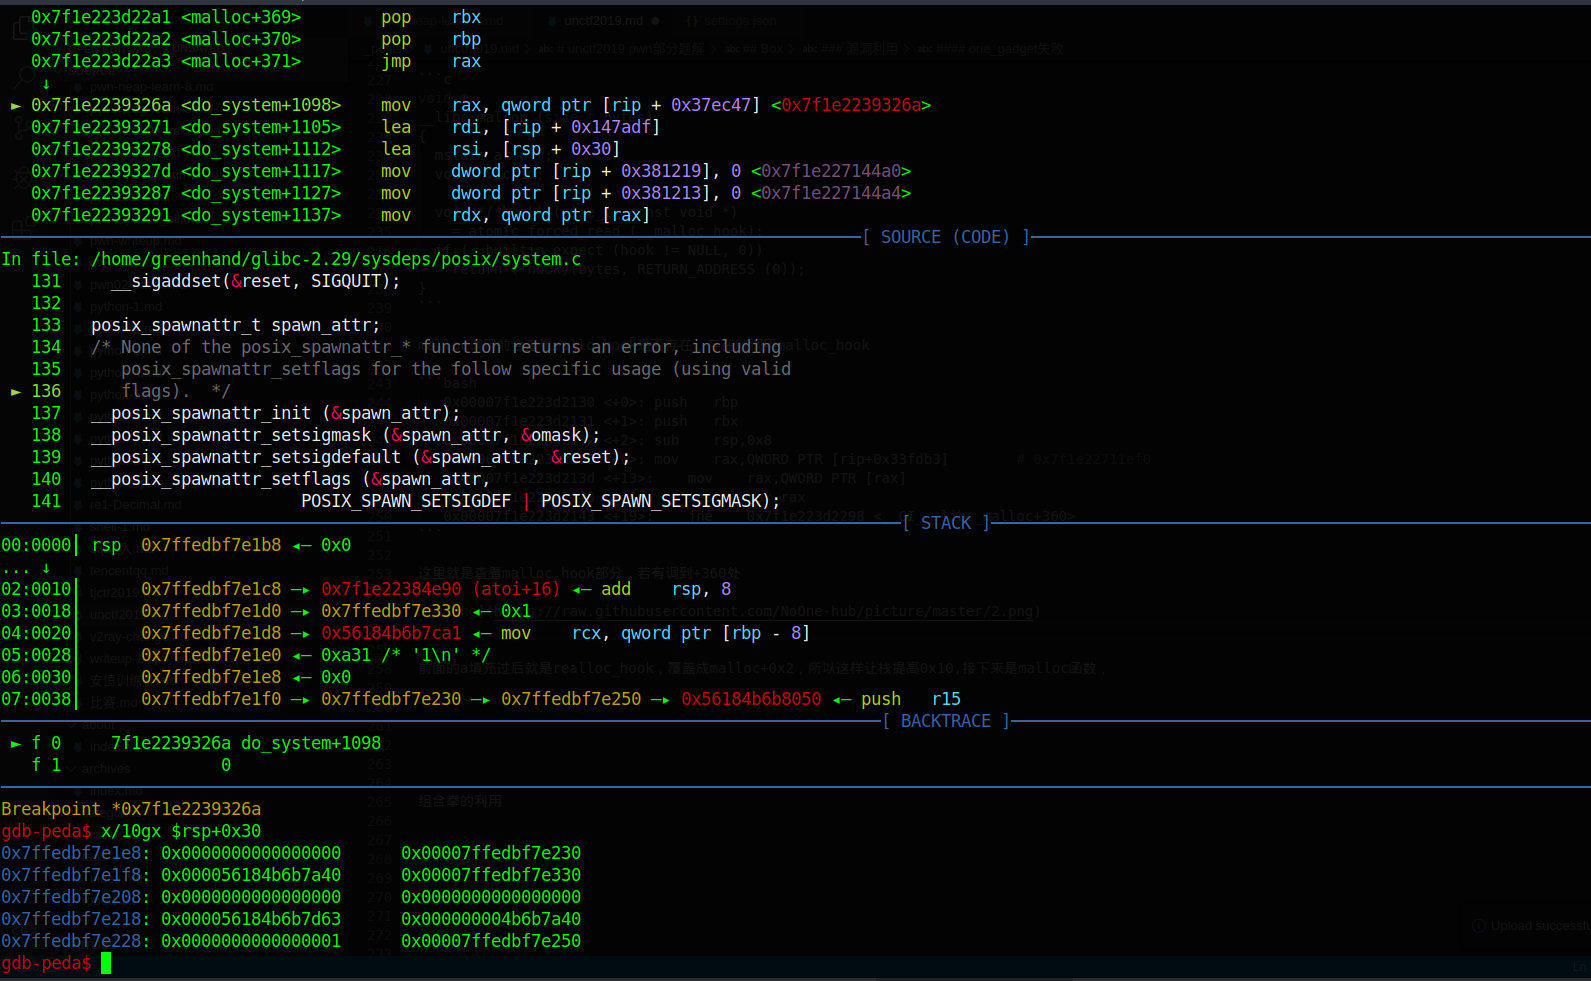 0x7f1e223d22a1 <malloc+369> pop rbx
0x7f1e223d22a2 <malloc+370> pop rbp
0x7f1e223d22a3 <malloc+371> jmp rax
↓
► 0x7f1e2239326a <do_system+1098> mov rax, qword ptr [rip + 0x37ec47] <0x7f1e2239326a>
0x7f1e22393271 <do_system+1105> lea rdi, [rip + 0x147adf]
0x7f1e22393278 <do_system+1112> lea rsi, [rsp + 0x30]
0x7f1e2239327d <do_system+1117> mov dword ptr [rip + 0x381219], 0 <0x7f1e227144a0>
0x7f1e22393287 <do_system+1127> mov dword ptr [rip + 0x381213], 0 <0x7f1e227144a4>
0x7f1e22393291 <do_system+1137> mov rdx, qword ptr [rax]
[ SOURCE (CODE) ]
In file: /home/greenhand/glibc-2.29/sysdeps/posix/system.c
131 __sigaddset(&reset, SIGQUIT);
132
133 posix_spawnattr_t spawn_attr;
134 /* None of the posix_spawnattr_* function returns an error, including
135 posix_spawnattr_setflags for the follow specific usage (using valid
► 136 flags). */
137 __posix_spawnattr_init (&spawn_attr);
138 __posix_spawnattr_setsigmask (&spawn_attr, &omask);
139 __posix_spawnattr_setsigdefault (&spawn_attr, &reset);
140 __posix_spawnattr_setflags (&spawn_attr,
141 POSIX_SPAWN_SETSIGDEF | POSIX_SPAWN_SETSIGMASK);
[ STACK ]
00:0000│ rsp 0x7ffedbf7e1b8 ◂— 0x0
... ↓
02:0010│ 0x7ffedbf7e1c8 —▸ 0x7f1e22384e90 (atoi+16) ◂— add rsp, 8
03:0018│ 0x7ffedbf7e1d0 —▸ 0x7ffedbf7e330 ◂— 0x1
04:0020│ 0x7ffedbf7e1d8 —▸ 0x56184b6b7ca1 ◂— mov rcx, qword ptr [rbp - 8]
05:0028│ 0x7ffedbf7e1e0 ◂— 0xa31 /* '1\n' */
06:0030│ 0x7ffedbf7e1e8 ◂— 0x0
07:0038│ 0x7ffedbf7e1f0 —▸ 0x7ffedbf7e230 —▸ 0x7ffedbf7e250 —▸ 0x56184b6b8050 ◂— push r15
[ BACKTRACE ]
► f 0 7f1e2239326a do_system+1098
f 1 0
Breakpoint *0x7f1e2239326a
gdb-peda$ x/10gx $rsp+0x30
0x7ffedbf7e1e8: 0x0000000000000000 0x00007ffedbf7e230
0x7ffedbf7e1f8: 0x000056184b6b7a40 0x00007ffedbf7e330
0x7ffedbf7e208: 0x0000000000000000 0x0000000000000000
0x7ffedbf7e218: 0x000056184b6b7d63 0x000000004b6b7a40
0x7ffedbf7e228: 0x0000000000000001 0x00007ffedbf7e250
gdb-peda$